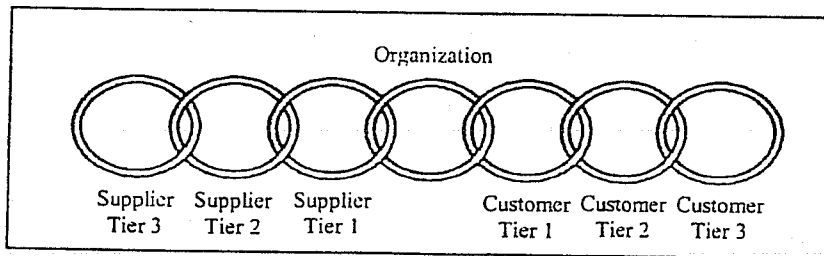 Organization
Supplier Supplier Supplier Customer Customer Customer
Tier 3 Tier 2 Tier 1 Tier 1 Tier 2 Tier 3